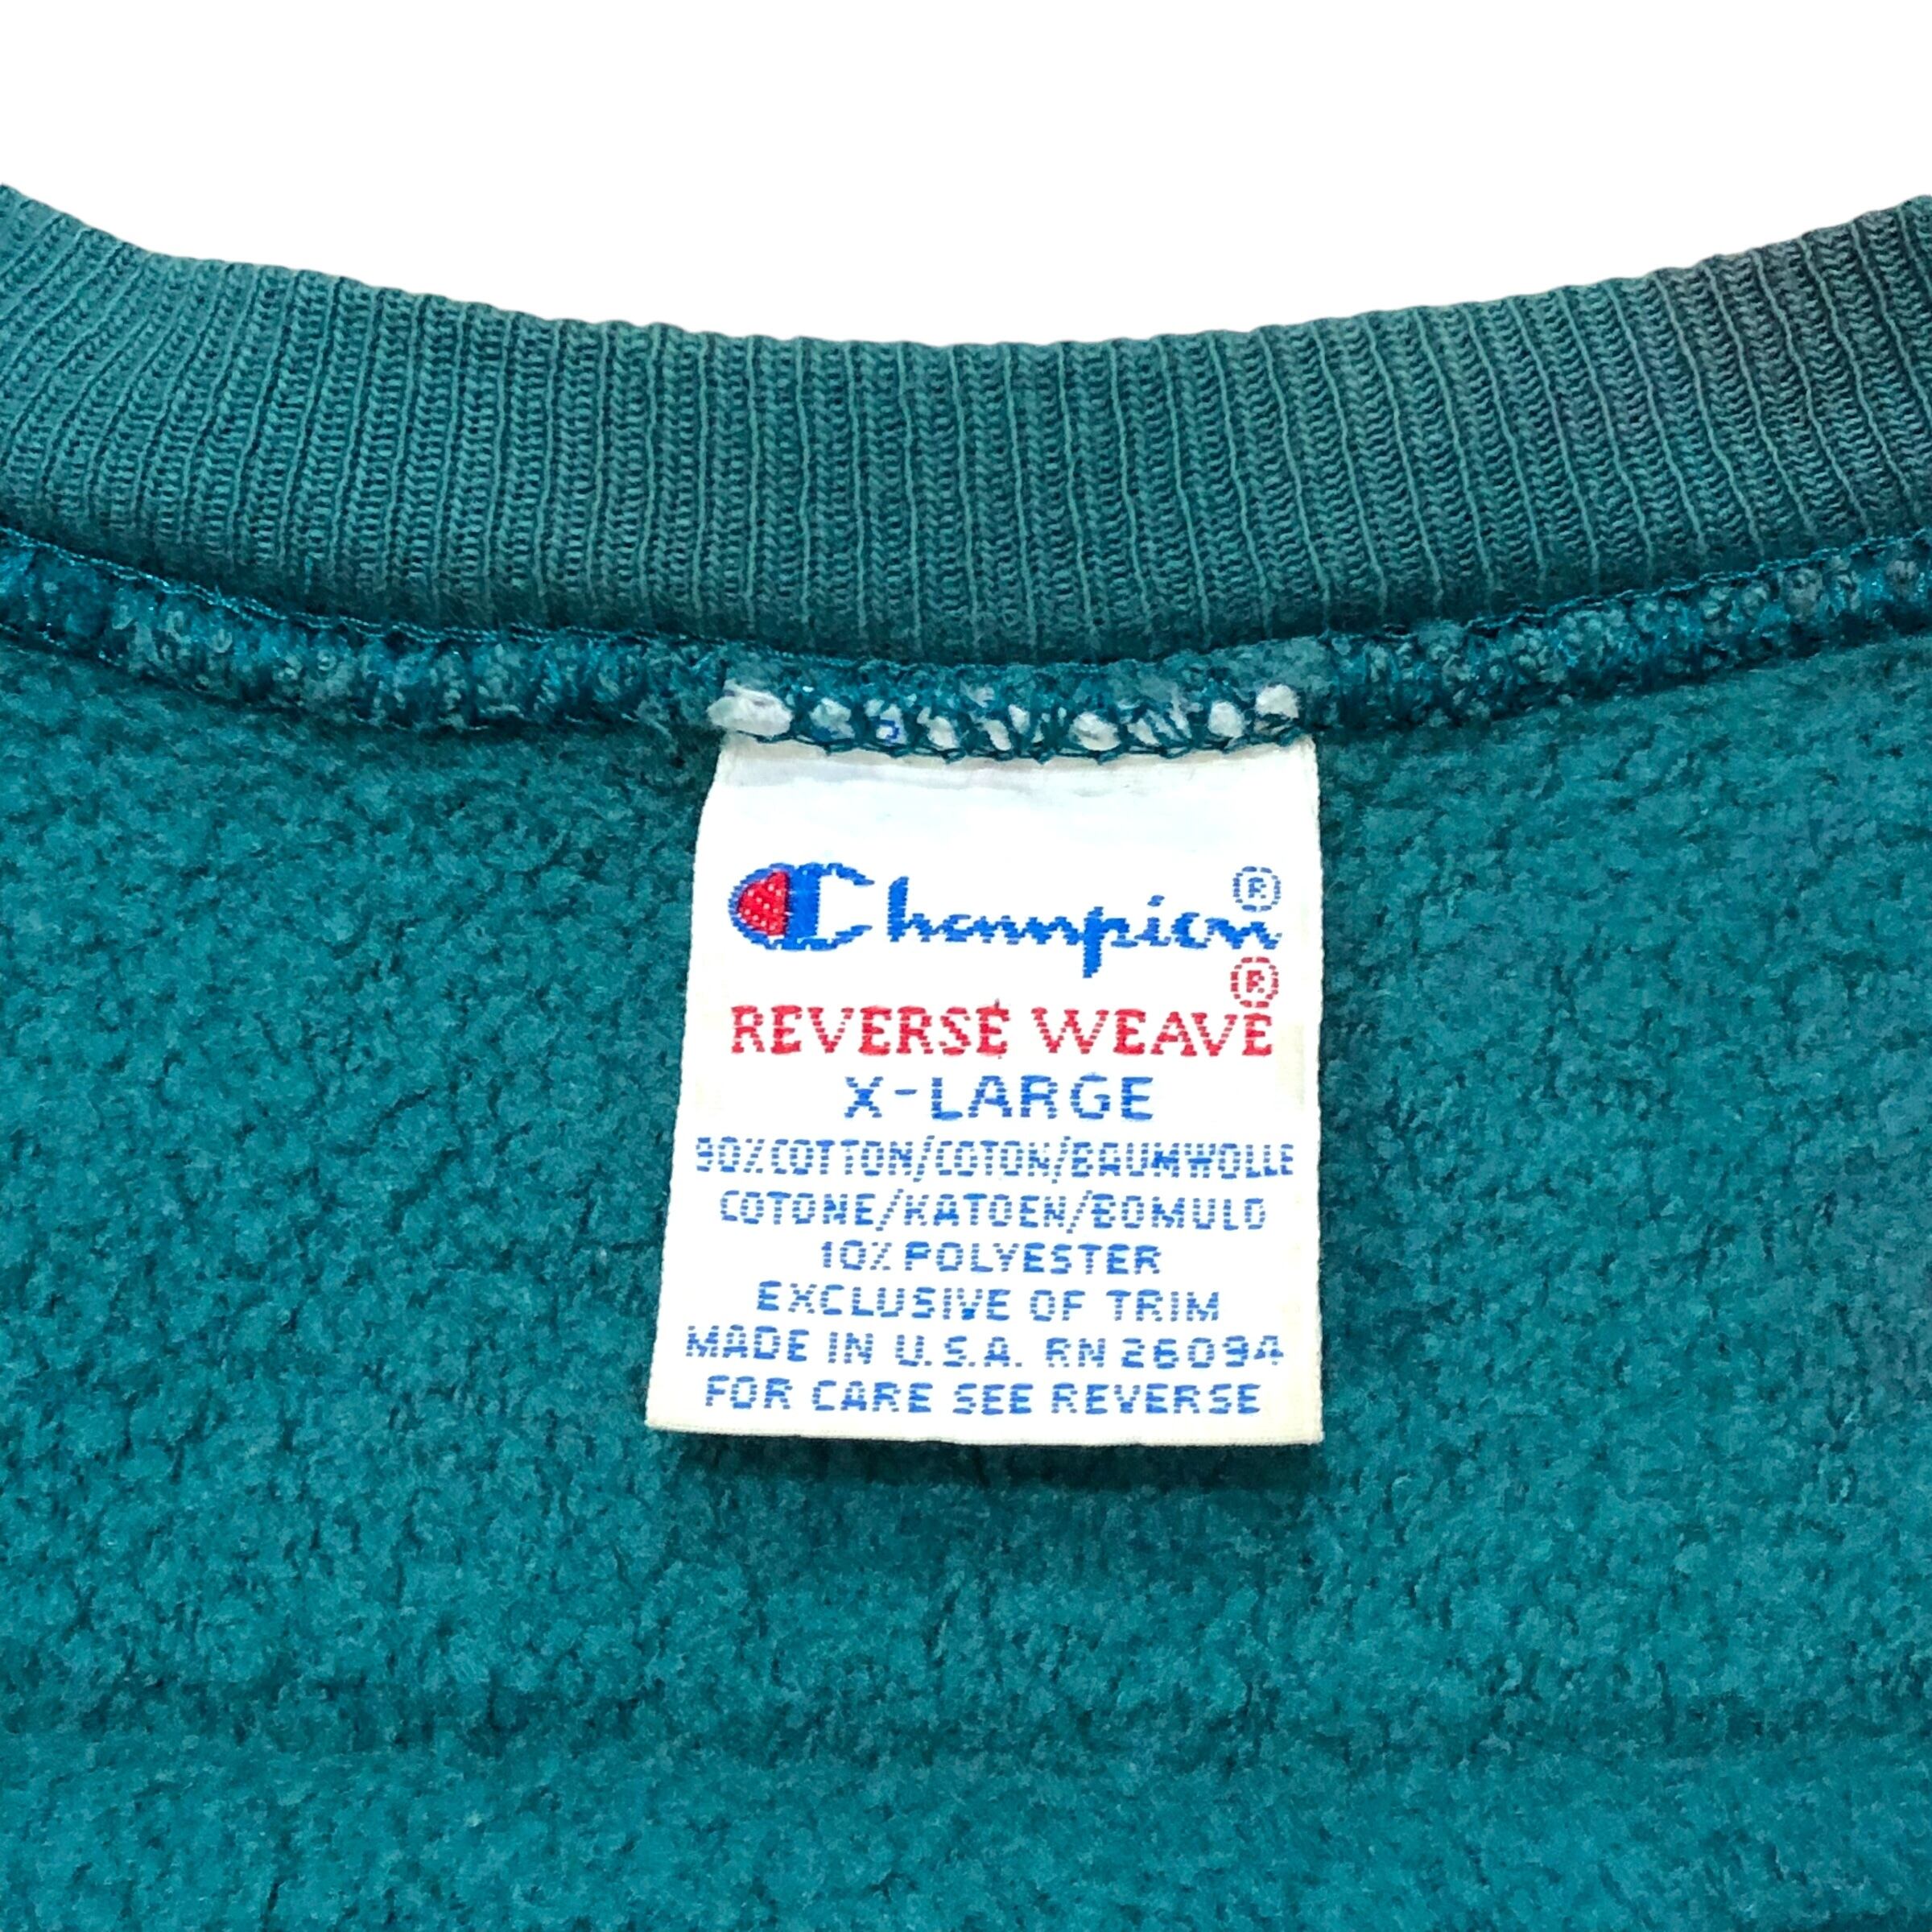 Champion®
REVERSE WEAVE®
X-LARGE
90% COTTON/COTON/BAUMWOLLE
COTONE/KATOEN/BOMULD
10% POLYESTER
EXCLUSIVE OF TRIM
MADE IN U.S.A. RN 26094
FOR CARE SEE REVERSE